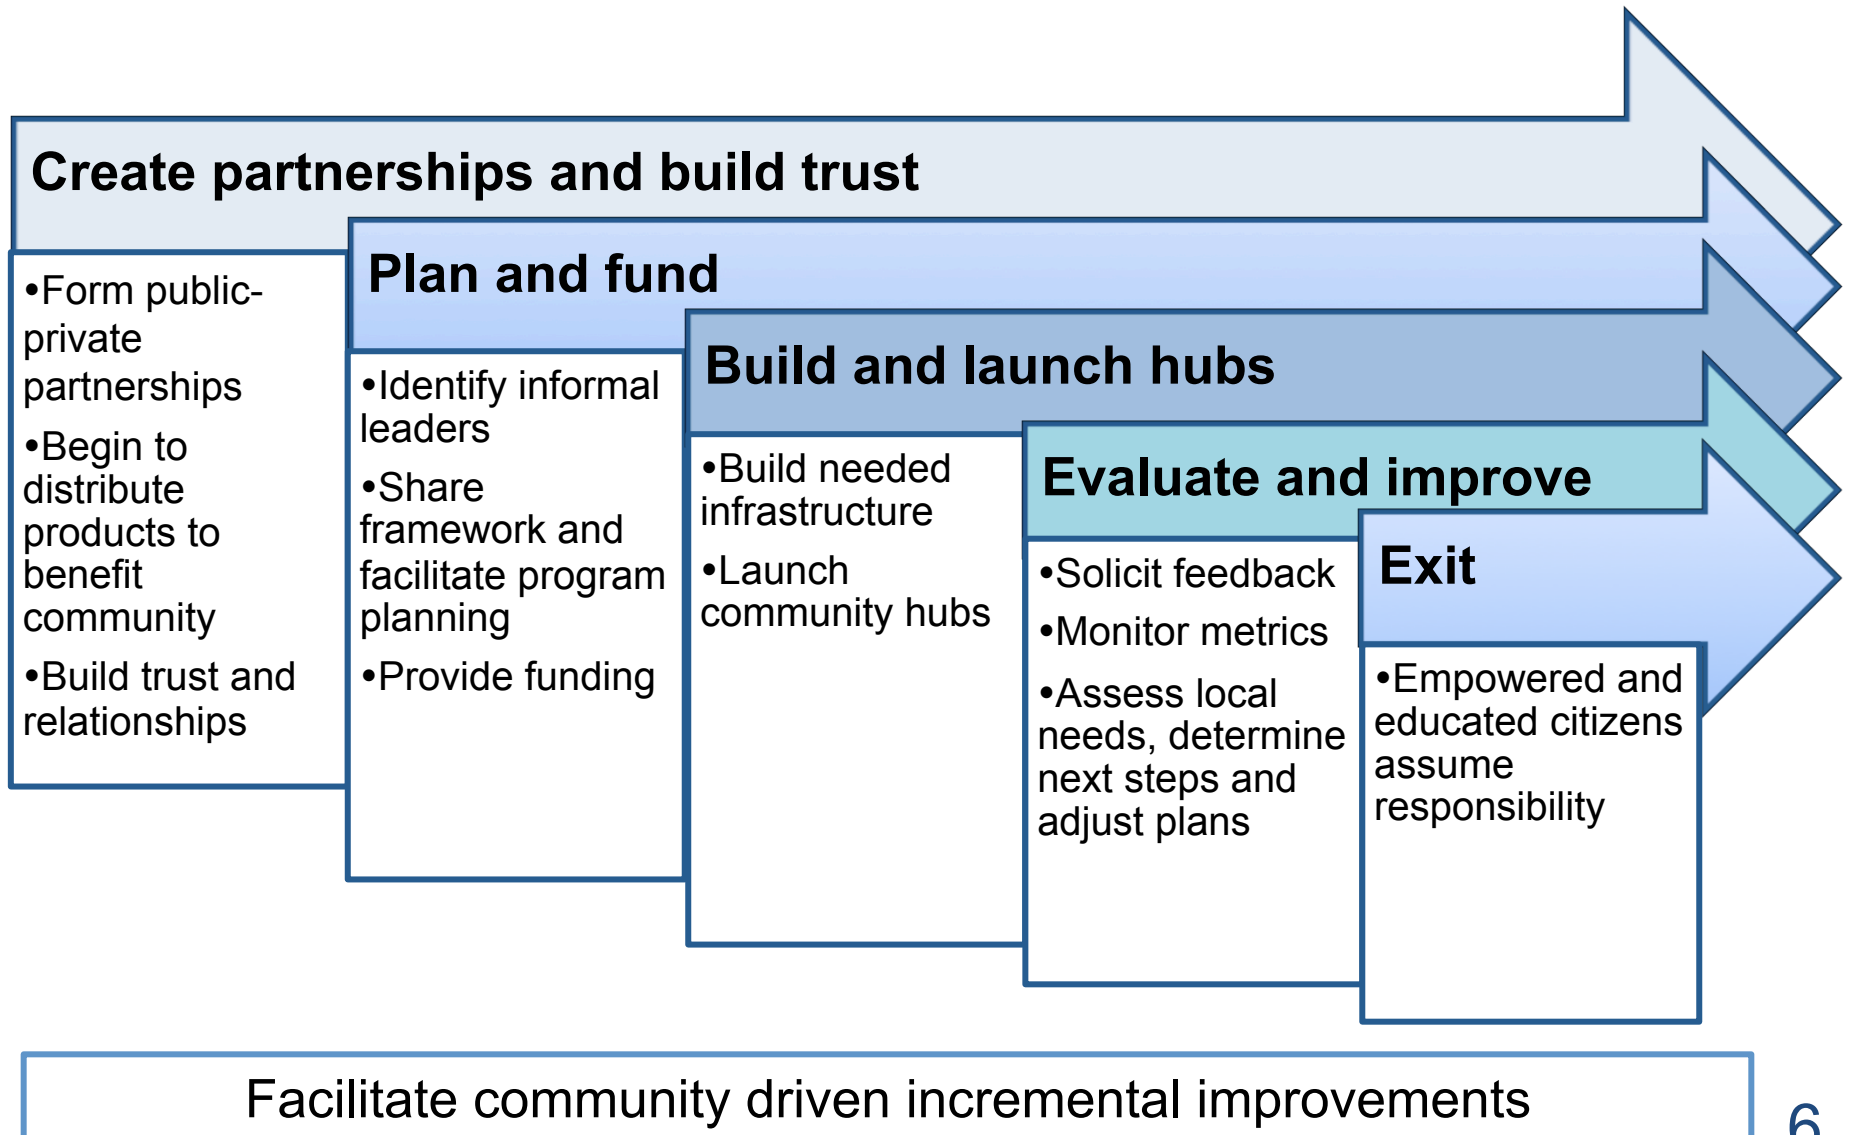 Create partnerships and build trust
•Form public-
private
partnerships
•Begin to
distribute
products to
benefit
community
•Build trust and
relationships
Plan and fund
•Identify informal
leaders
•Share
framework and
facilitate program
planning
•Provide funding
Build and launch hubs
•Build needed
infrastructure
•Launch
community hubs
Evaluate and improve
•Solicit feedback
•Monitor metrics
•Assess local
needs, determine
next steps and
adjust plans
Exit
•Empowered and
educated citizens
assume
responsibility
Facilitate community driven incremental improvements
6